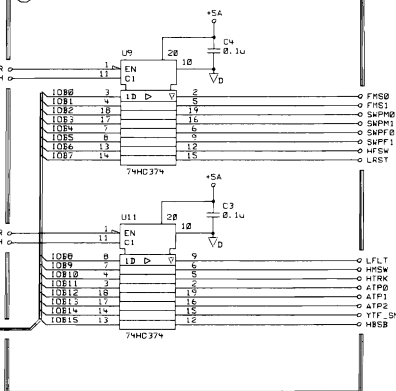 +5A
C4
0.1u
U9
20
10
R 1 EN
H 11 C1
D
IOB0 3 1D 2 FMS0
IOB1 4 5 FMS1
IOB2 18 19 SWPM0
IOB3 17 16 SWPM1
IOB4 7 6 SWPF0
IOB5 8 9 SWPF1
IOB6 13 12 HFSW
IOB7 14 15 LRST
74HC374
+5A
C3
0.1u
U11
20
10
R 1 EN
H 11 C1
D
IOB8 8 1D 9 LFLT
IOB9 7 6 HMSW
IOB10 4 5 HTRK
IOB11 3 2 ATP0
IOB12 18 19 ATP1
IOB13 17 16 ATP2
IOB14 14 15 YTF_SN
IOB15 13 12 HBSB
74HC374